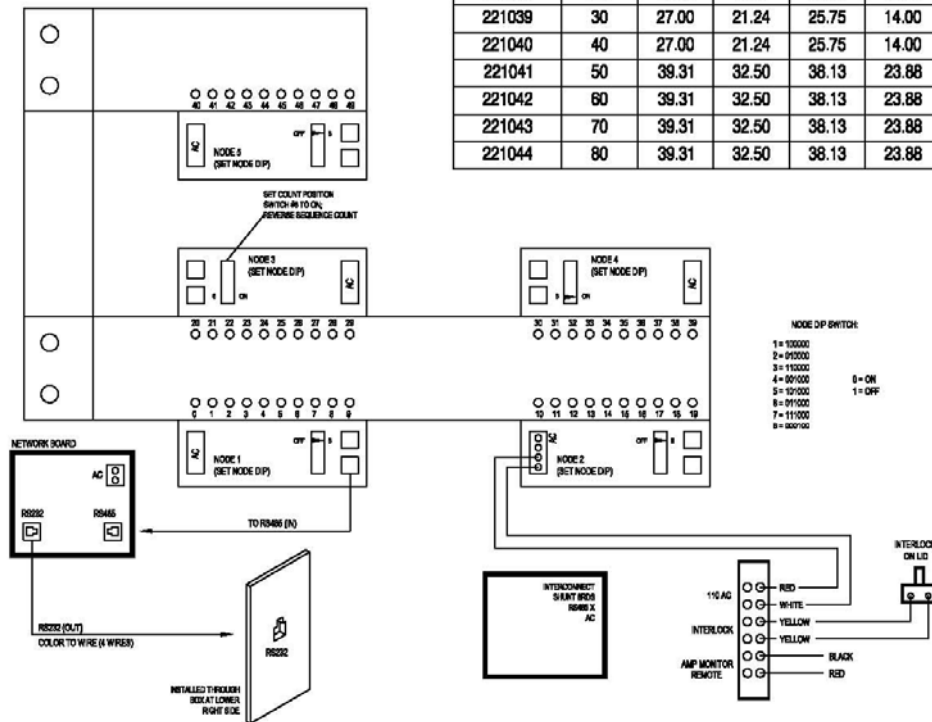 221039 30 27.00 21.24 25.75 14.00
221040 40 27.00 21.24 25.75 14.00
221041 50 39.31 32.50 38.13 23.88
221042 60 39.31 32.50 38.13 23.88
221043 70 39.31 32.50 38.13 23.88
221044 80 39.31 32.50 38.13 23.88
40 41 42 43 44 45 46 47 48 49
AC
NODE 5
(SET NODE DIP)
OFF
6
SET COUNT POSITION
SWITCH #6 TO ON;
REVERSE SEQUENCE COUNT
NODE 3
(SET NODE DIP)
6
ON
AC
NODE 4
(SET NODE DIP)
6
ON
AC
20 21 22 23 24 25 26 27 28 29
30 31 32 33 34 35 36 37 38 39
NODE DIP SWITCH:
1 = 100000
2 = 010000
3 = 110000
4 = 001000
5 = 101000
6 = 011000
7 = 111000
8 = 000100
0 = ON
1 = OFF
0 1 2 3 4 5 6 7 8 9
10 11 12 13 14 15 16 17 18 19
AC
NODE 1
(SET NODE DIP)
OFF
6
AC
NODE 2
(SET NODE DIP)
OFF
6
NETWORK BOARD
AC
RS232
RS485
TO RS485 (IN)
RS232 (OUT)
COLOR TO WIRE (4 WIRES)
RS232
INSTALLED THROUGH
BOX AT LOWER
RIGHT SIDE
INTERCONNECT
SHUNT BRDS
RS485 X
AC
110 AC
INTERLOCK
AMP MONITOR
REMOTE
RED
WHITE
YELLOW
YELLOW
BLACK
RED
INTERLOCK
ON LID